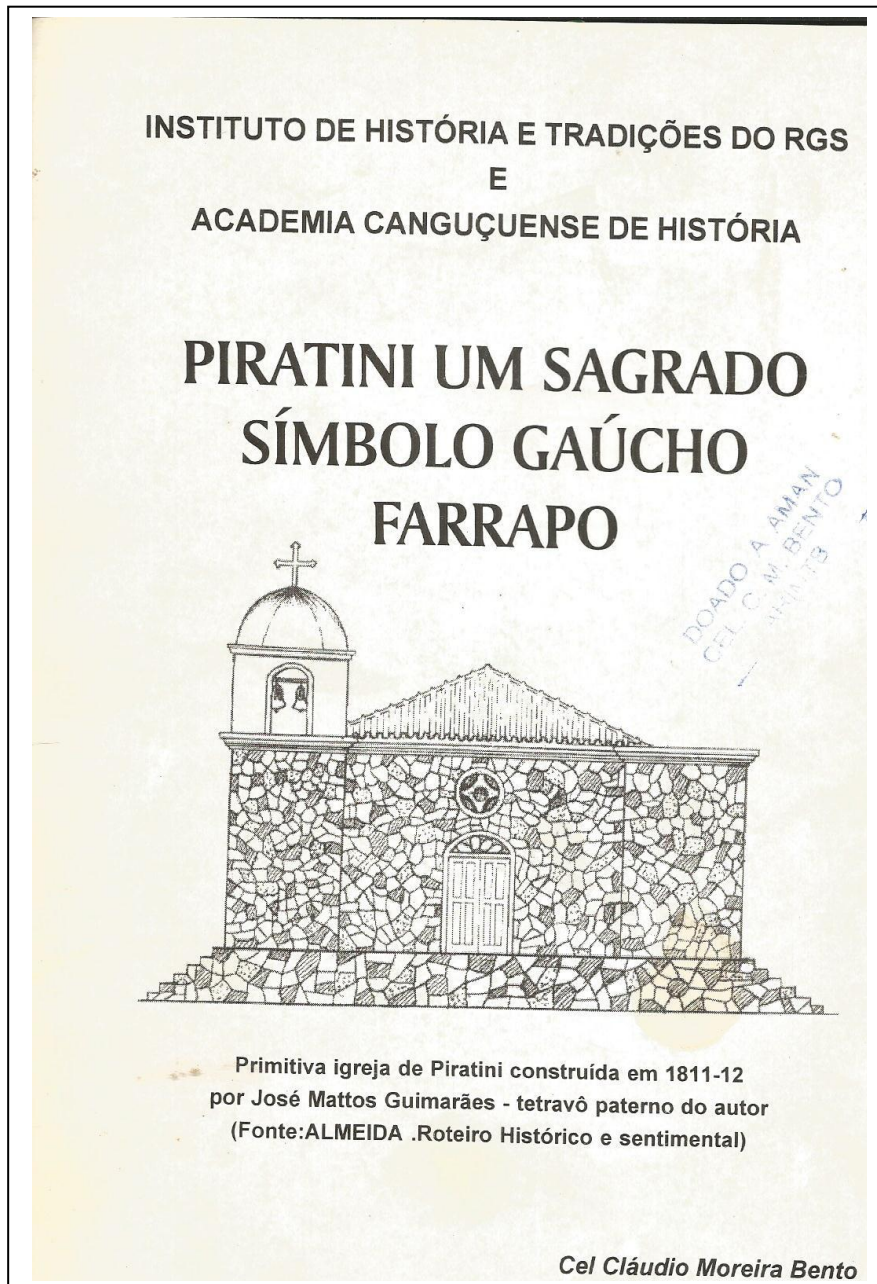 INSTITUTO DE HISTÓRIA E TRADIÇÕES DO RGS
E
ACADEMIA CANGUÇUENSE DE HISTÓRIA
PIRATINI UM SAGRADO
SÍMBOLO GAÚCHO
FARRAPO
DOADO A AMAN
CEL. C. M. BENTO
Primitiva igreja de Piratini construída em 1811-12
por José Mattos Guimarães - tetravô paterno do autor
(Fonte:ALMEIDA .Roteiro Histórico e sentimental)
Cel Cláudio Moreira Bento